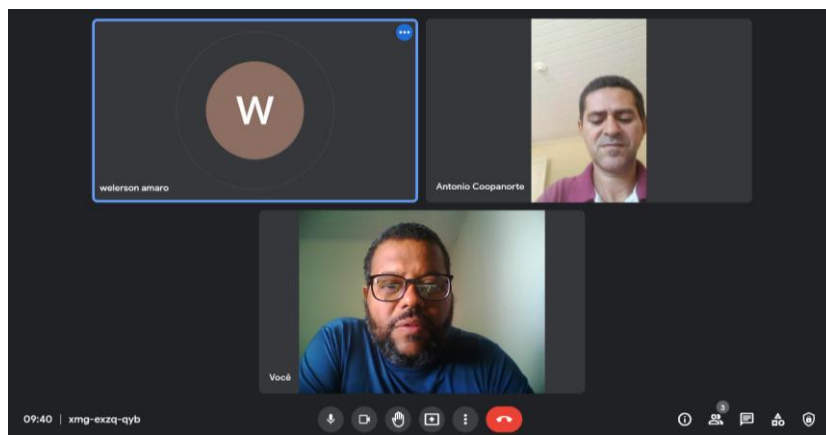 W
welerson amaro
Antonio Coopanorte
Você
09:40 | xmg-exzq-qyb
3